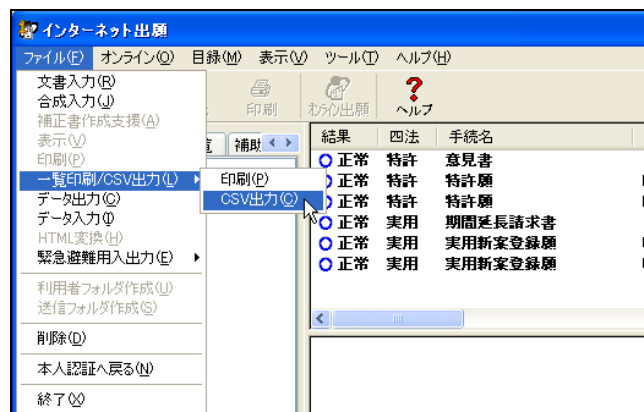 インターネット出願
ファイル(F) オンライン(O) 目録(M) 表示(V) ツール(T) ヘルプ(H)
印刷 オンライン出願 ヘルプ
文書入力(R)
合成入力(J)
補正書作成支援(A)
表示(V)
印刷(P)
一覧印刷/CSV出力(L)
データ出力(C)
データ入力(I)
HTML変換(H)
緊急避難用入出力(E)
利用者フォルダ作成(U)
送信フォルダ作成(S)
削除(D)
本人認証へ戻る(N)
終了(X)
印刷(P)
CSV出力(C)
補助
結果 四法 手続名
正常 特許 意見書
正常 特許 特許願
正常 特許 特許願
正常 実用 期間延長請求書
正常 実用 実用新案登録願
正常 実用 実用新案登録願